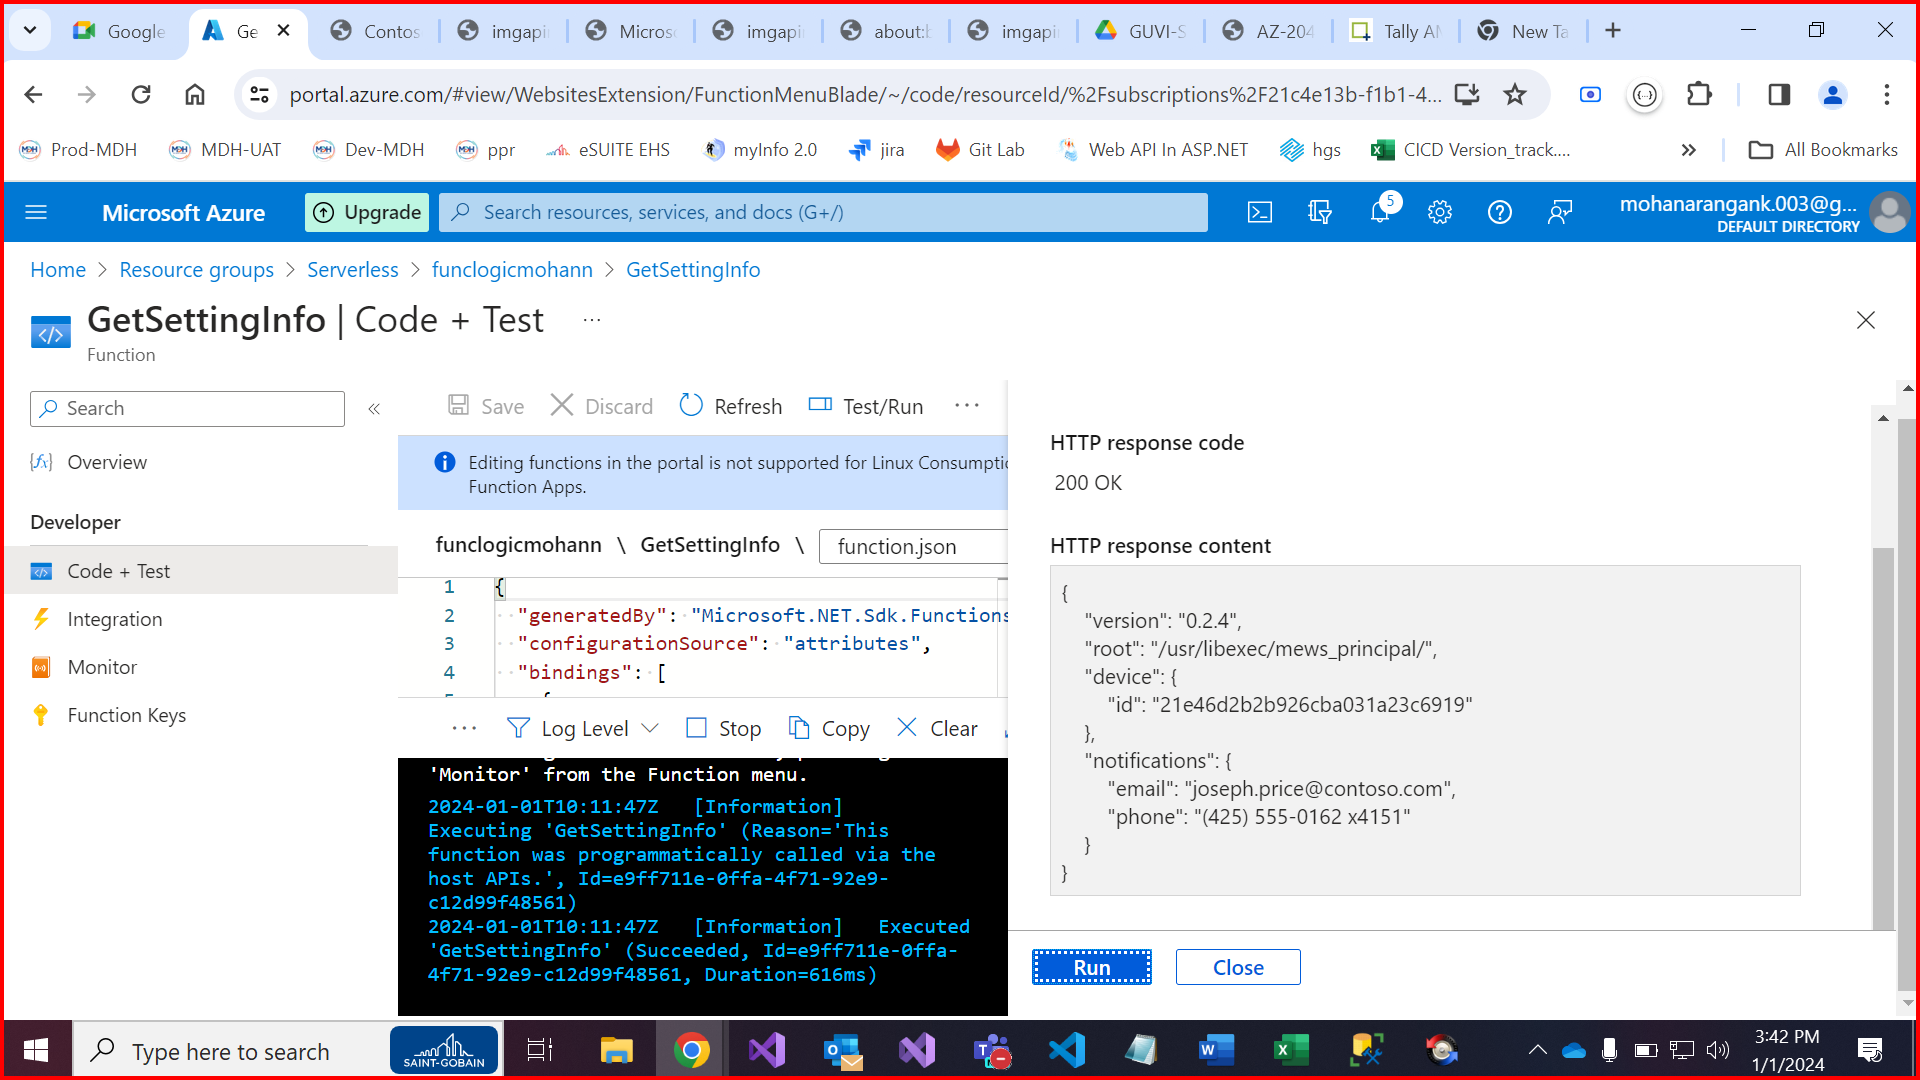 Google
Ge
Contos
imgapi
Micros
imgapi
about:b
imgapi
GUVI-S
AZ-204
Tally A
New Ta
portal.azure.com/#view/WebsitesExtension/FunctionMenuBlade/~/code/resourceId/%2Fsubscriptions%2F21c4e13b-f1b1-4...
Prod-MDH
MDH-UAT
Dev-MDH
ppr
eSUITE EHS
myInfo 2.0
jira
Git Lab
Web API In ASP.NET
hgs
CICD Version_track....
All Bookmarks
Microsoft Azure
Upgrade
Search resources, services, and docs (G+/)
5
mohanarangank.003@g...
DEFAULT DIRECTORY
Home > Resource groups > Serverless > funclogicmohann > GetSettingInfo
GetSettingInfo | Code + Test ...
Function
Search
Overview
Developer
Code + Test
Integration
Monitor
Function Keys
Save
Discard
Refresh
Test/Run
...
Editing functions in the portal is not supported for Linux Consumptio
Function Apps.
funclogicmohann \ GetSettingInfo \ function.json
1 {
2 "generatedBy": "Microsoft.NET.Sdk.Functions
3 "configurationSource": "attributes",
4 "bindings": [
...
Log Level
Stop
Copy
Clear
'Monitor' from the Function menu.
2024-01-01T10:11:47Z [Information]
Executing 'GetSettingInfo' (Reason='This
function was programmatically called via the
host APIs.', Id=e9ff711e-0ffa-4f71-92e9-
c12d99f48561)
2024-01-01T10:11:47Z [Information] Executed
'GetSettingInfo' (Succeeded, Id=e9ff711e-0ffa-
4f71-92e9-c12d99f48561, Duration=616ms)
HTTP response code
200 OK
HTTP response content
{
"version": "0.2.4",
"root": "/usr/libexec/mews_principal/",
"device": {
"id": "21e46d2b2b926cba031a23c6919"
},
"notifications": {
"email": "joseph.price@contoso.com",
"phone": "(425) 555-0162 x4151"
}
}
Run
Close
Type here to search
SAINT-GOBAIN
3:42 PM
1/1/2024